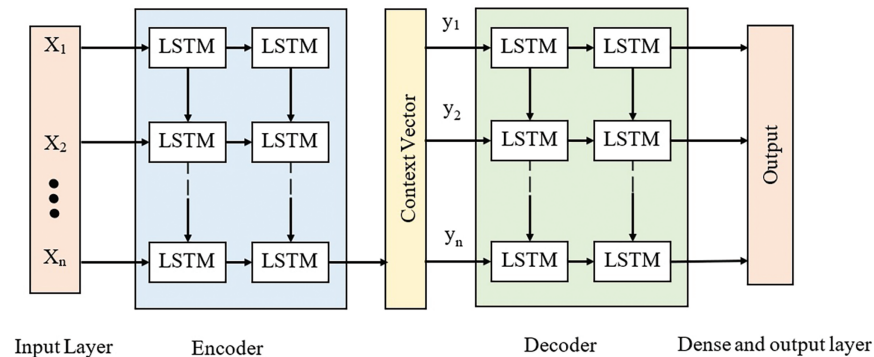 X1
X2
Xn
LSTM
LSTM
LSTM
LSTM
LSTM
LSTM
Context Vector
y1
y2
yn
LSTM
LSTM
LSTM
LSTM
LSTM
LSTM
Output
Input Layer
Encoder
Decoder
Dense and output layer